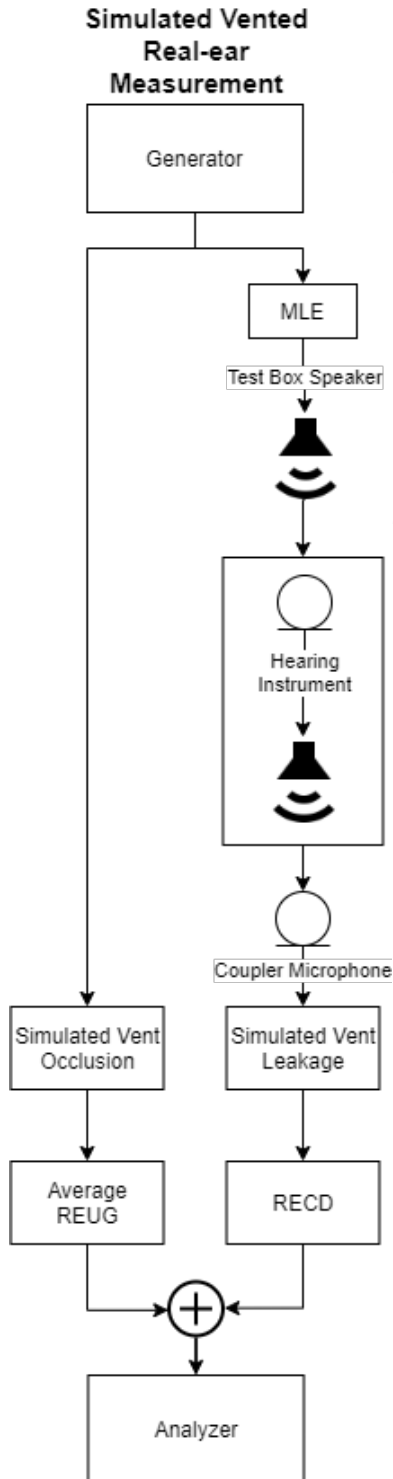 Simulated Vented
Real-ear
Measurement
Generator
MLE
Test Box Speaker
Hearing
Instrument
Coupler Microphone
Simulated Vent
Occlusion
Simulated Vent
Leakage
Average
REUG
RECD
Analyzer